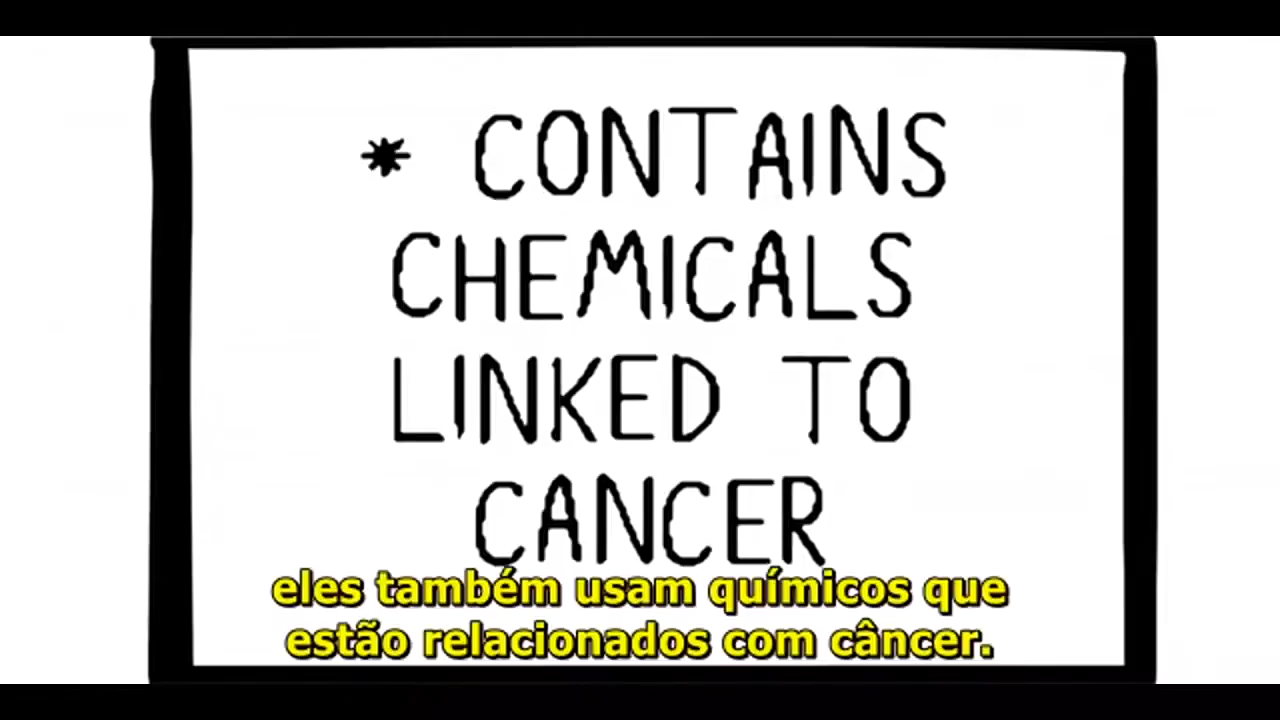 * CONTAINS
CHEMICALS
LINKED TO
CANCER
eles também usam químicos que
estão relacionados com câncer.